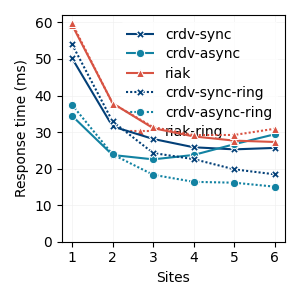 60
50
40
30
20
10
0
Response time (ms)
crdv-sync
crdv-async
riak
crdv-sync-ring
crdv-async-ring
riak-ring
1 2 3 4 5 6
Sites